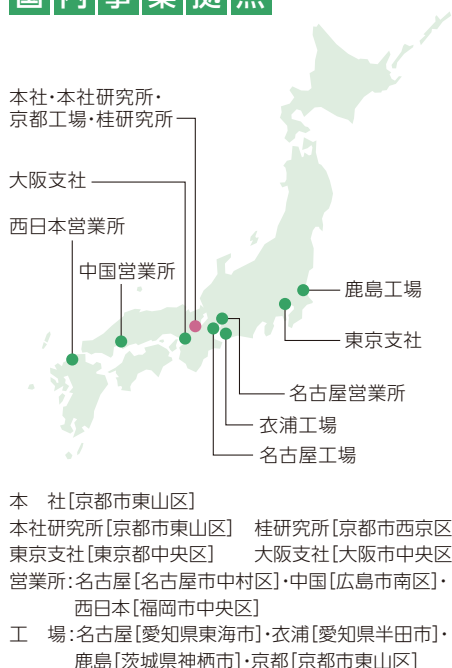 国内事業拠点
本社・本社研究所・
京都工場・桂研究所
大阪支社
西日本営業所
中国営業所
鹿島工場
東京支社
名古屋営業所
衣浦工場
名古屋工場
本　社[京都市東山区]
本社研究所[京都市東山区]　桂研究所[京都市西京区
東京支社[東京都中央区]　大阪支社[大阪市中央区
営業所:名古屋[名古屋市中村区]・中国[広島市南区]・
西日本[福岡市中央区]
工　場:名古屋[愛知県東海市]・衣浦[愛知県半田市]・
鹿島[茨城県神栖市]・京都[京都市東山区]